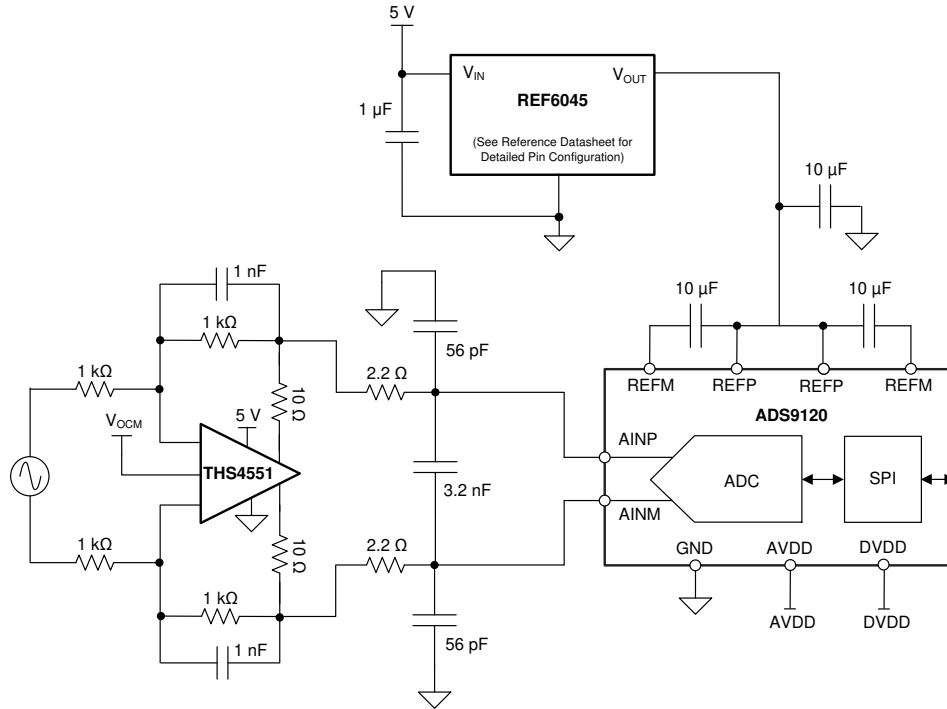 5 V
VIN
VOUT
REF6045
1 µF
(See Reference Datasheet for
Detailed Pin Configuration)
10 µF
1 nF
10 µF
10 µF
1 kΩ
56 pF
1 kΩ
2.2 Ω
REFM
REFP
REFP
REFM
10 Ω
ADS9120
VOCM
5 V
AINP
THS4551
3.2 nF
ADC
SPI
AINM
1 kΩ
10 Ω
2.2 Ω
GND
AVDD
DVDD
1 kΩ
AVDD
DVDD
1 nF
56 pF